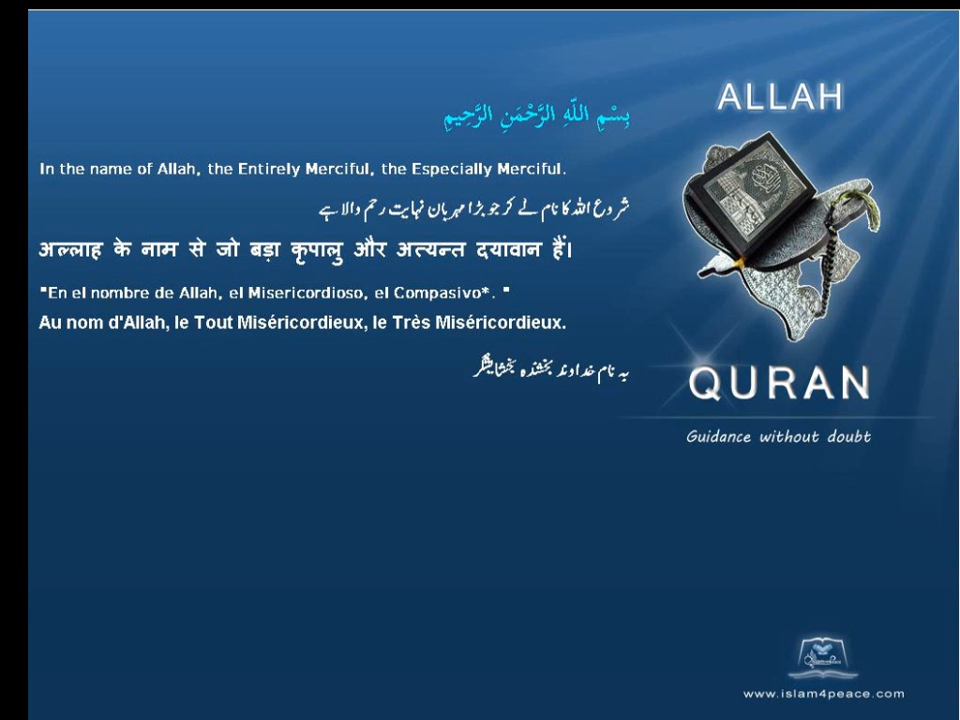 بِسْمِ اللّهِ الرَّحْمَنِ الرَّحِيمِ
In the name of Allah, the Entirely Merciful, the Especially Merciful.
شروع الله کا نام لے کر جو بڑا مہربان نہایت رحم والا ہے
अल्लाह के नाम से जो बड़ा कृपालु और अत्यन्त दयावान हैं।
"En el nombre de Allah, el Misericordioso, el Compasivo*. "
Au nom d'Allah, le Tout Miséricordieux, le Très Miséricordieux.
به نام خداوند بخشنده بخشایشگر
ALLAH
QURAN
Guidance without doubt
www.islam4peace.com